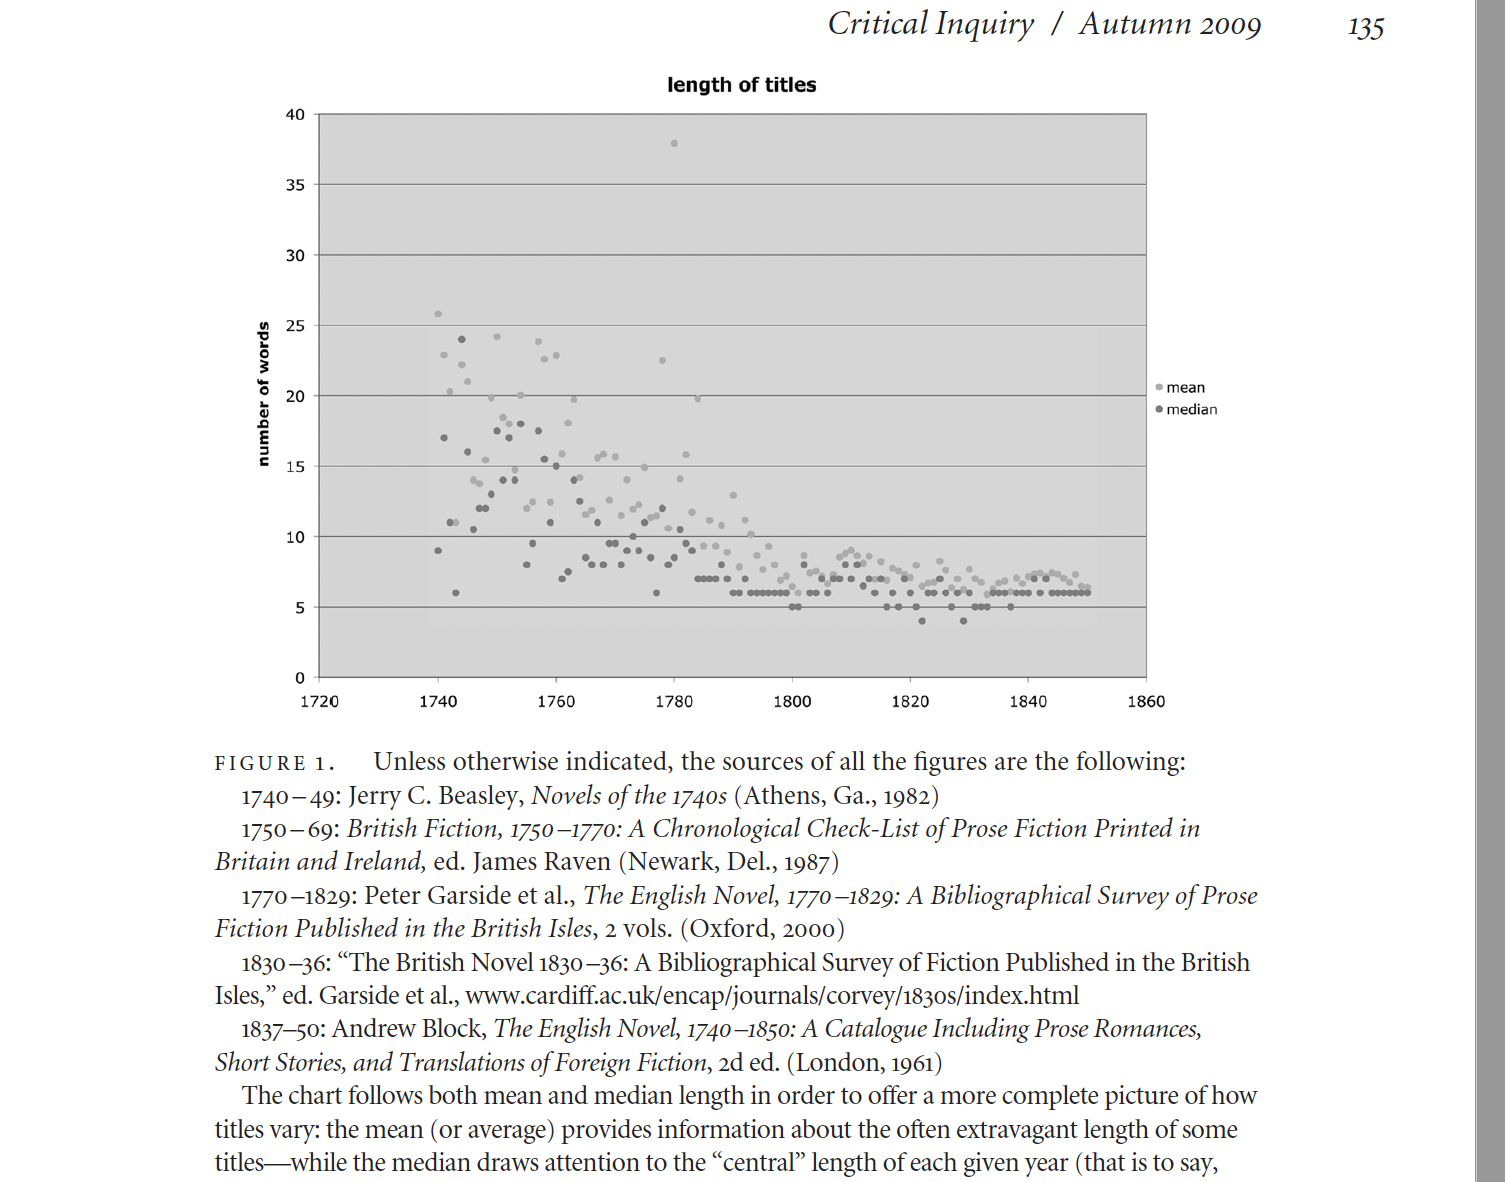 Critical Inquiry / Autumn 2009 135
length of titles
40
35
30
25
20
15
10
5
0
number of words
1720 1740 1760 1780 1800 1820 1840 1860
mean
median
FIGURE 1. Unless otherwise indicated, the sources of all the figures are the following:
1740–49: Jerry C. Beasley, Novels of the 1740s (Athens, Ga., 1982)
1750–69: British Fiction, 1750–1770: A Chronological Check-List of Prose Fiction Printed in
Britain and Ireland, ed. James Raven (Newark, Del., 1987)
1770–1829: Peter Garside et al., The English Novel, 1770–1829: A Bibliographical Survey of Prose
Fiction Published in the British Isles, 2 vols. (Oxford, 2000)
1830–36: “The British Novel 1830–36: A Bibliographical Survey of Fiction Published in the British
Isles,” ed. Garside et al., www.cardiff.ac.uk/encap/journals/corvey/1830s/index.html
1837–50: Andrew Block, The English Novel, 1740–1850: A Catalogue Including Prose Romances,
Short Stories, and Translations of Foreign Fiction, 2d ed. (London, 1961)
The chart follows both mean and median length in order to offer a more complete picture of how
titles vary: the mean (or average) provides information about the often extravagant length of some
titles—while the median draws attention to the “central” length of each given year (that is to say,